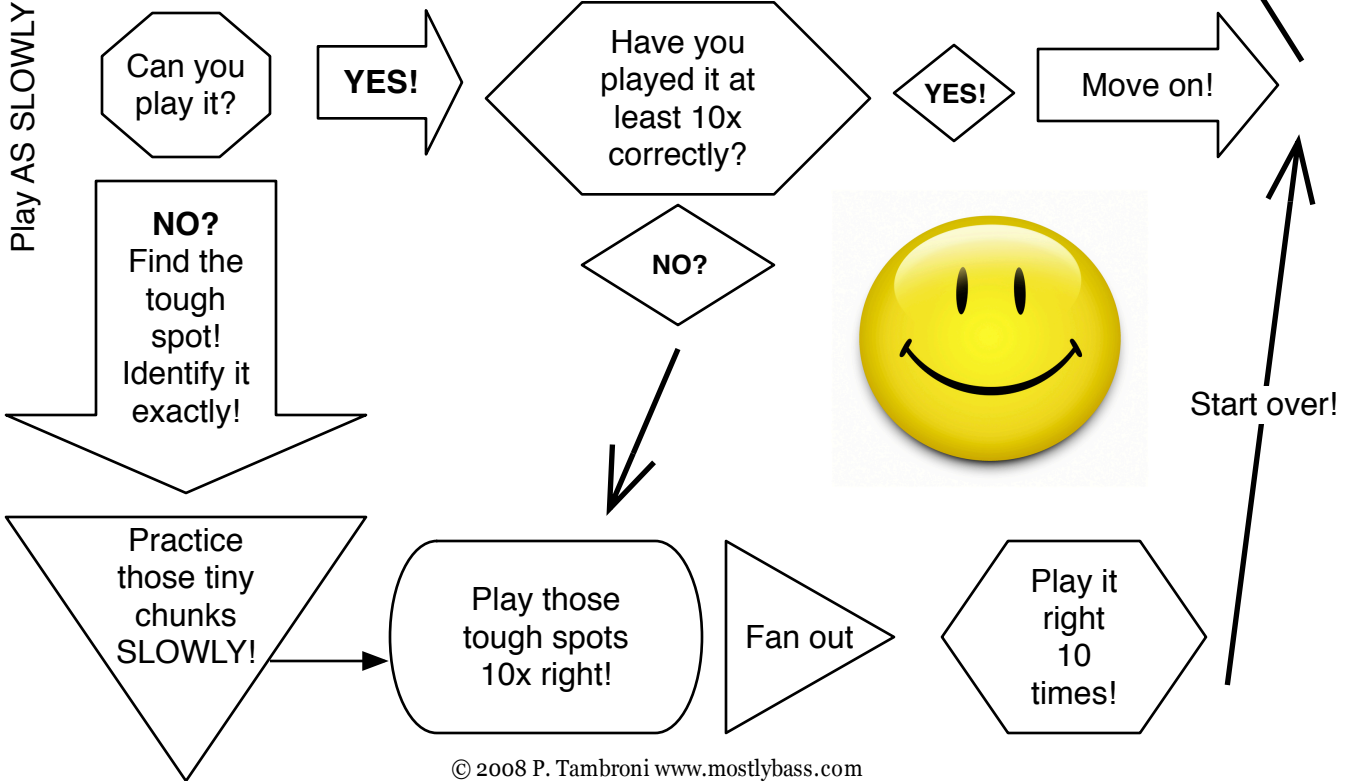 Play AS SLOWLY
Can you
play it?
YES!
Have you
played it at
least 10x
correctly?
YES!
Move on!
NO?
Find the
tough
spot!
Identify it
exactly!
NO?
Start over!
Practice
those tiny
chunks
SLOWLY!
Play those
tough spots
10x right!
Fan out
Play it
right
10
times!
© 2008 P. Tambroni www.mostlybass.com